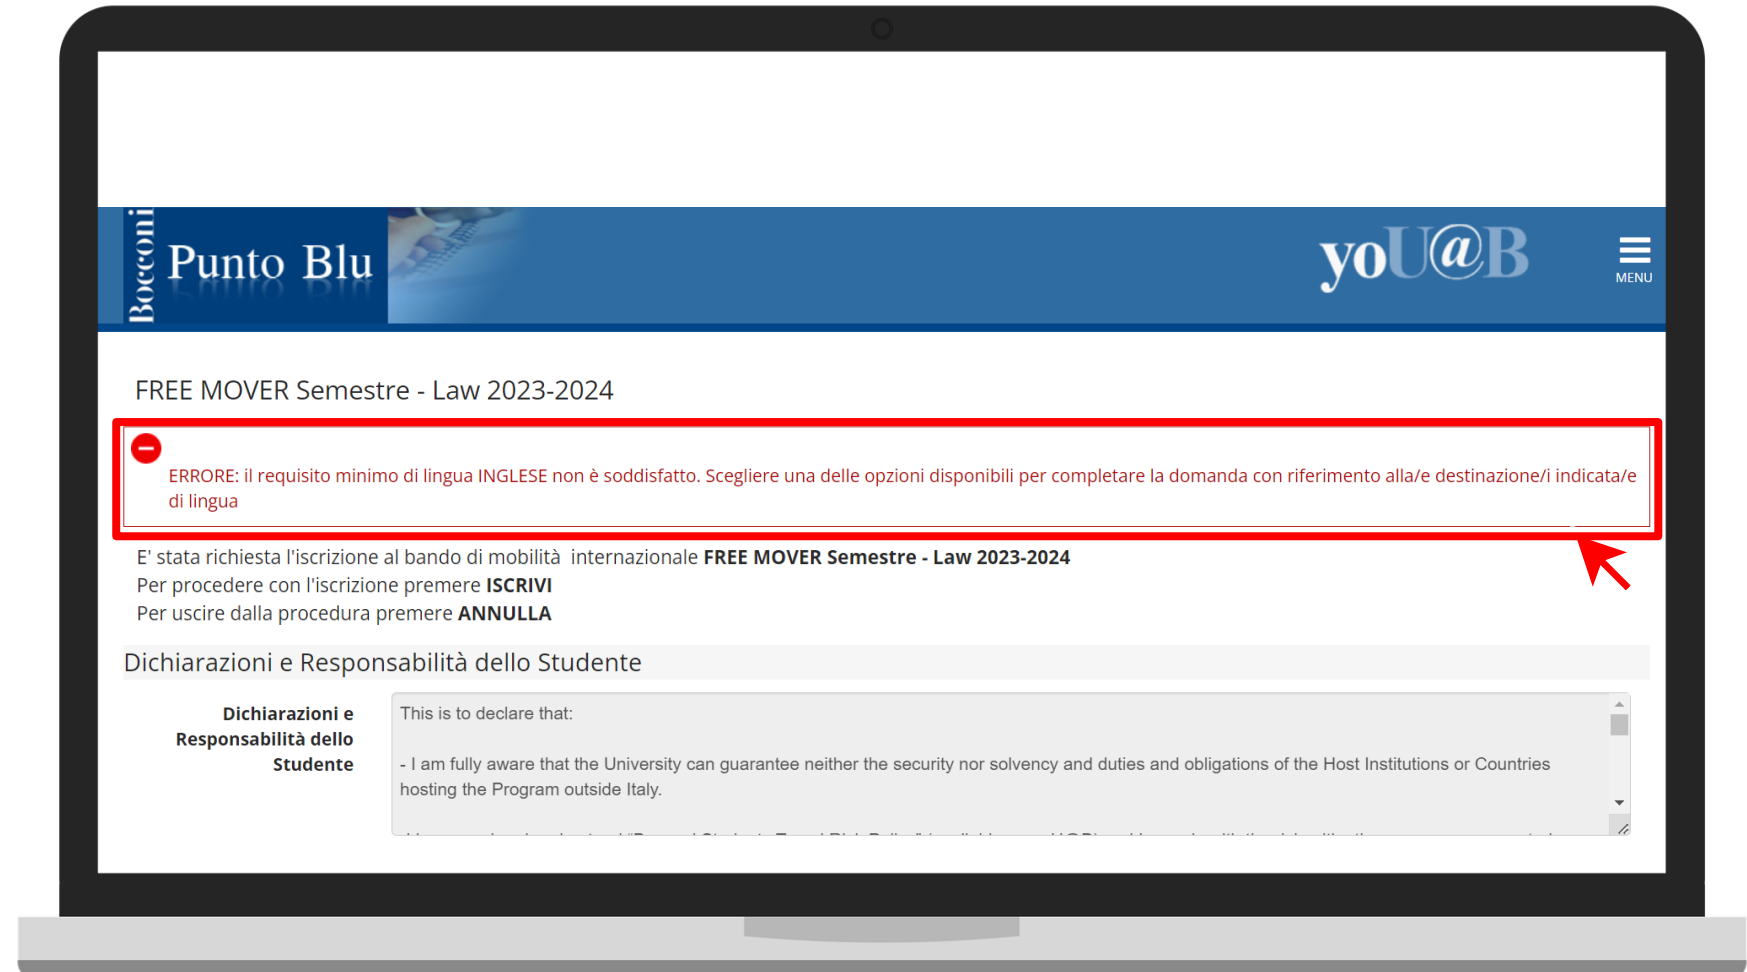 Bocconi
Punto Blu
yoU@B
MENU
FREE MOVER Semestre - Law 2023-2024
ERRORE: il requisito minimo di lingua INGLESE non è soddisfatto. Scegliere una delle opzioni disponibili per completare la domanda con riferimento alla/e destinazione/i indicata/e
di lingua
E' stata richiesta l'iscrizione al bando di mobilità internazionale FREE MOVER Semestre - Law 2023-2024
Per procedere con l'iscrizione premere ISCRIVI
Per uscire dalla procedura premere ANNULLA
Dichiarazioni e Responsabilità dello Studente
Dichiarazioni e
Responsabilità dello
Studente
This is to declare that:
- I am fully aware that the University can guarantee neither the security nor solvency and duties and obligations of the Host Institutions or Countries
hosting the Program outside Italy.